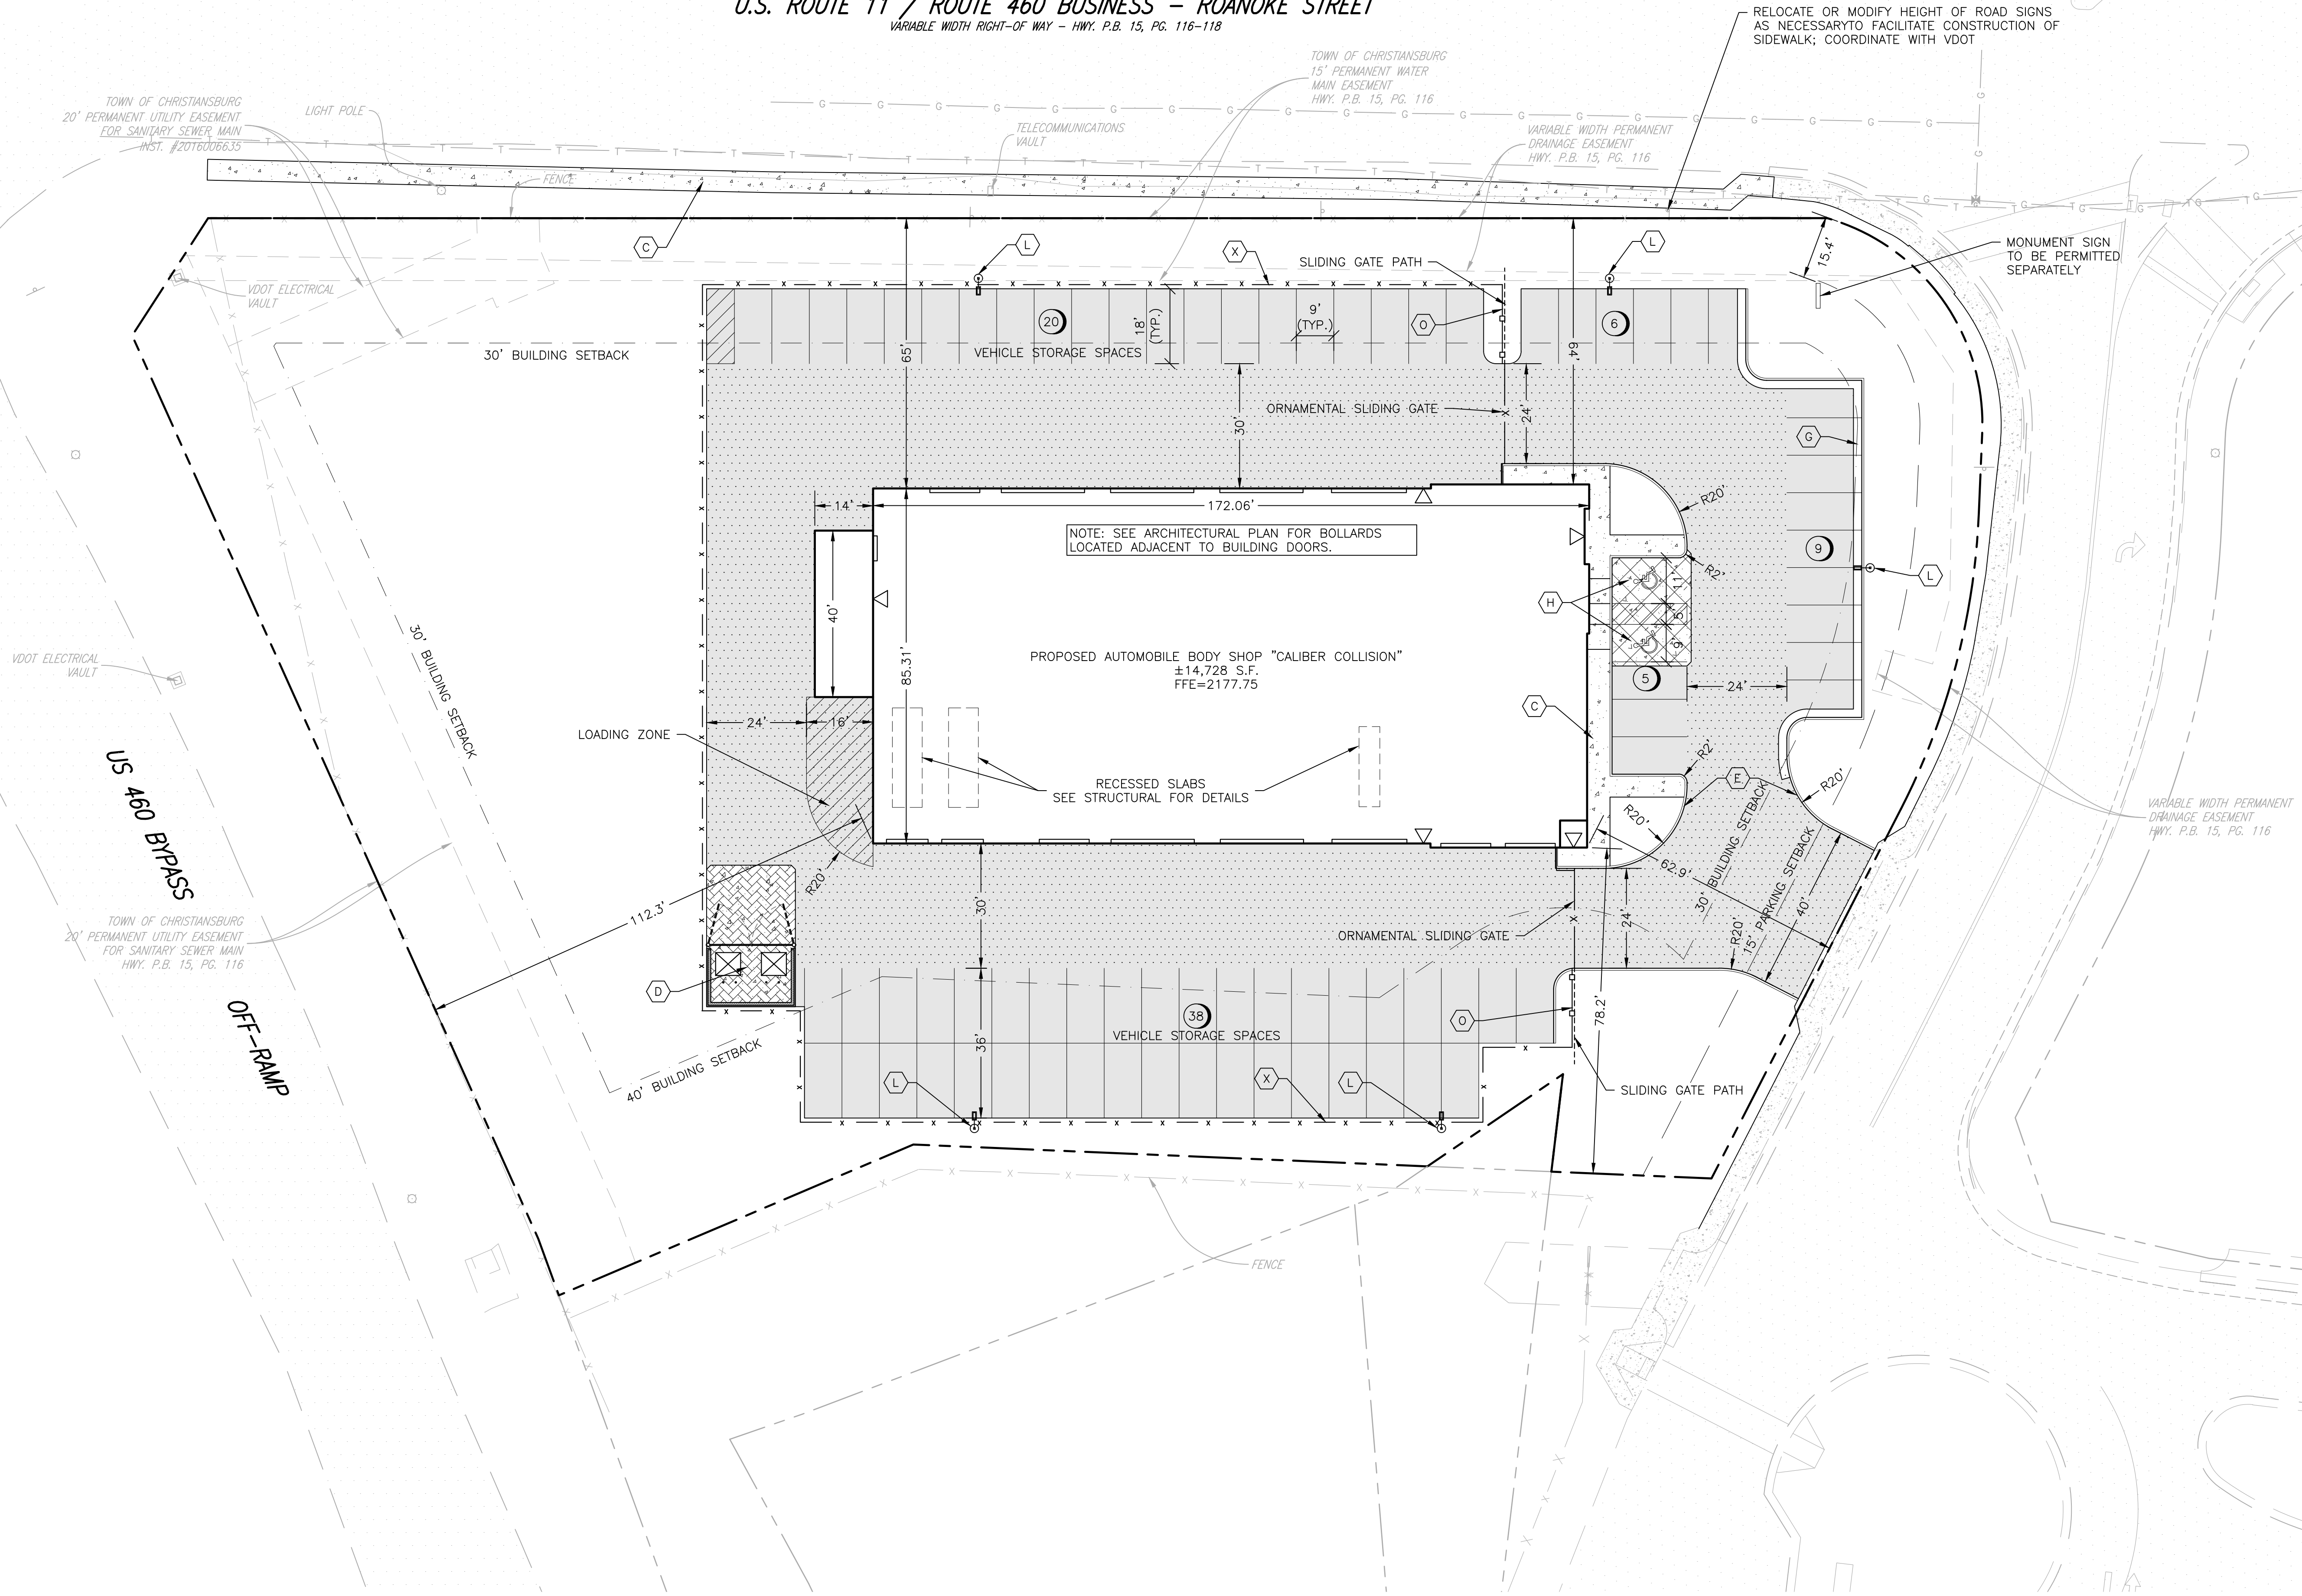 U.S. ROUTE 11 / ROUTE 460 BUSINESS – ROANOKE STREET
VARIABLE WIDTH RIGHT-OF WAY – HWY. P.B. 15, PG. 116-118
RELOCATE OR MODIFY HEIGHT OF ROAD SIGNS
AS NECESSARYTO FACILITATE CONSTRUCTION OF
SIDEWALK; COORDINATE WITH VDOT
TOWN OF CHRISTIANSBURG
15' PERMANENT WATER
MAIN EASEMENT
HWY. P.B. 15, PG. 116
TOWN OF CHRISTIANSBURG
20' PERMANENT UTILITY EASEMENT
FOR SANITARY SEWER MAIN
INST. #2016006635
LIGHT POLE
TELECOMMUNICATIONS
VAULT
VARIABLE WIDTH PERMANENT
DRAINAGE EASEMENT
HWY. P.B. 15, PG. 116
FENCE
C
L
X
SLIDING GATE PATH
L
15.4'
MONUMENT SIGN
TO BE PERMITTED
SEPARATELY
VDOT ELECTRICAL
VAULT
20
18'
(TYP.)
9'
(TYP.)
O
6
30' BUILDING SETBACK
65'
VEHICLE STORAGE SPACES
64'
ORNAMENTAL SLIDING GATE
30'
24'
G
14'
172.06'
R20'
NOTE: SEE ARCHITECTURAL PLAN FOR BOLLARDS
LOCATED ADJACENT TO BUILDING DOORS.
9
R2'
L
40'
H
11'
5'
9'
30' BUILDING SETBACK
VDOT ELECTRICAL
VAULT
85.31'
PROPOSED AUTOMOBILE BODY SHOP "CALIBER COLLISION"
±14,728 S.F.
FFE=2177.75
5
24'
C
24'
16'
LOADING ZONE
RECESSED SLABS
SEE STRUCTURAL FOR DETAILS
R2'
E
R20'
R20'
VARIABLE WIDTH PERMANENT
DRAINAGE EASEMENT
HWY. P.B. 15, PG. 116
US 460 BYPASS
OFF-RAMP
R20'
112.3'
62.9'
30' BUILDING SETBACK
15' PARKING SETBACK
40'
30'
24'
R20'
TOWN OF CHRISTIANSBURG
20' PERMANENT UTILITY EASEMENT
FOR SANITARY SEWER MAIN
HWY. P.B. 15, PG. 116
ORNAMENTAL SLIDING GATE
D
38
VEHICLE STORAGE SPACES
O
78.2'
36'
40' BUILDING SETBACK
L
X
L
SLIDING GATE PATH
FENCE